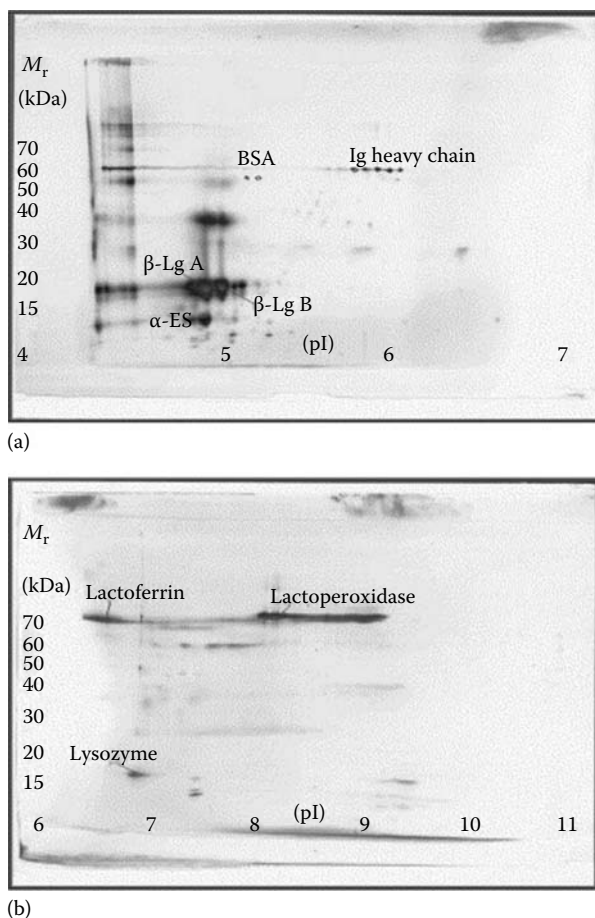 Mr
(kDa)
70
60
50
40
30
20
15
BSA
Ig heavy chain
β-Lg A
β-Lg B
α-ES
4
5
(pI)
6
7
(a)
Mr
(kDa)
70
60
50
40
30
20
15
Lactoferrin
Lactoperoxidase
Lysozyme
6
7
8
(pI)
9
10
11
(b)